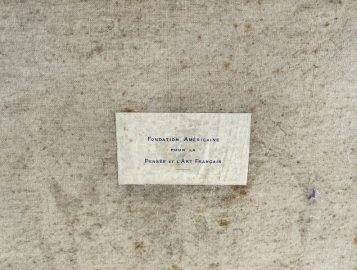 Fondation Américaine
pour la
Pensée et l'Art Français